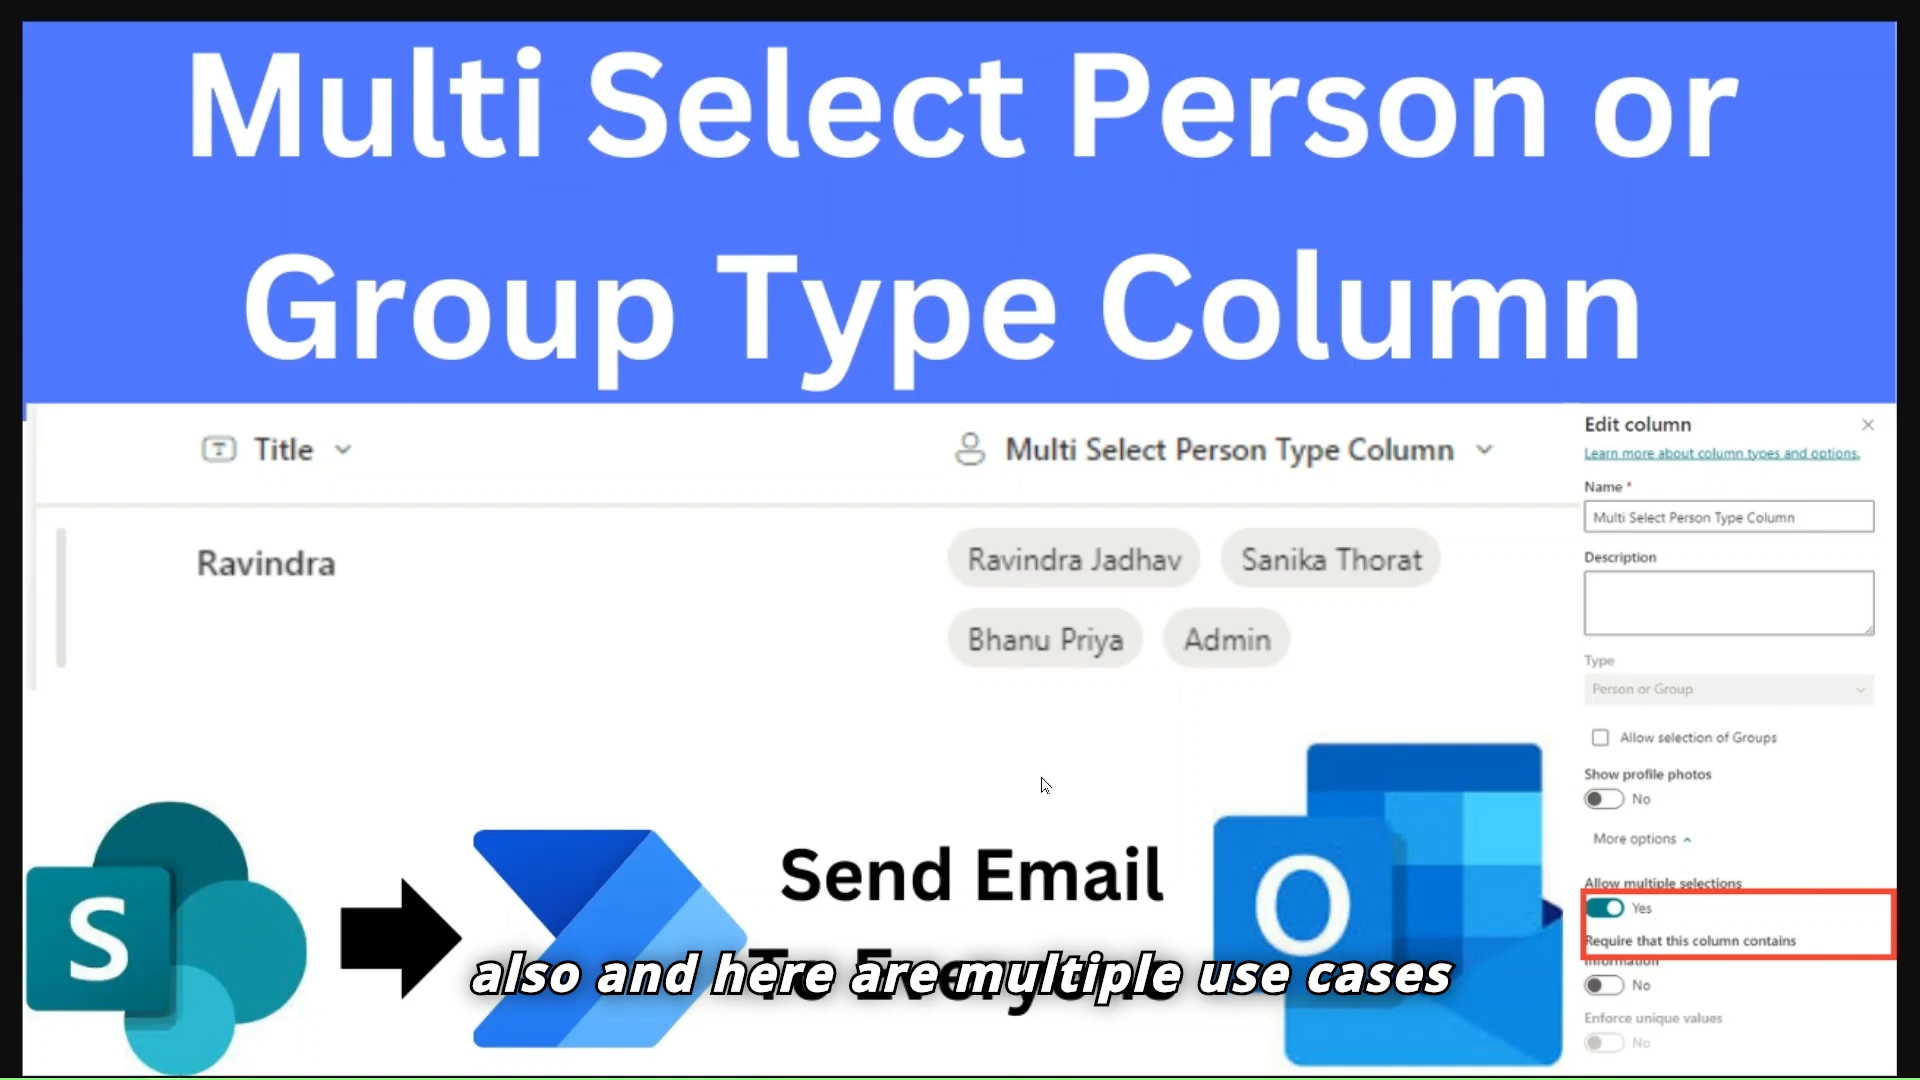 Multi Select Person or
Group Type Column
Title
Multi Select Person Type Column
Ravindra
Ravindra Jadhav
Sanika Thorat
Bhanu Priya
Admin
Edit column
Learn more about column types and options.
Name *
Multi Select Person Type Column
Description
Type
Person or Group
Allow selection of Groups
Show profile photos
No
More options
Allow multiple selections
Yes
Require that this column contains
information
No
Enforce unique values
No
S
Send Email
To Everyone
O
also and here are multiple use cases